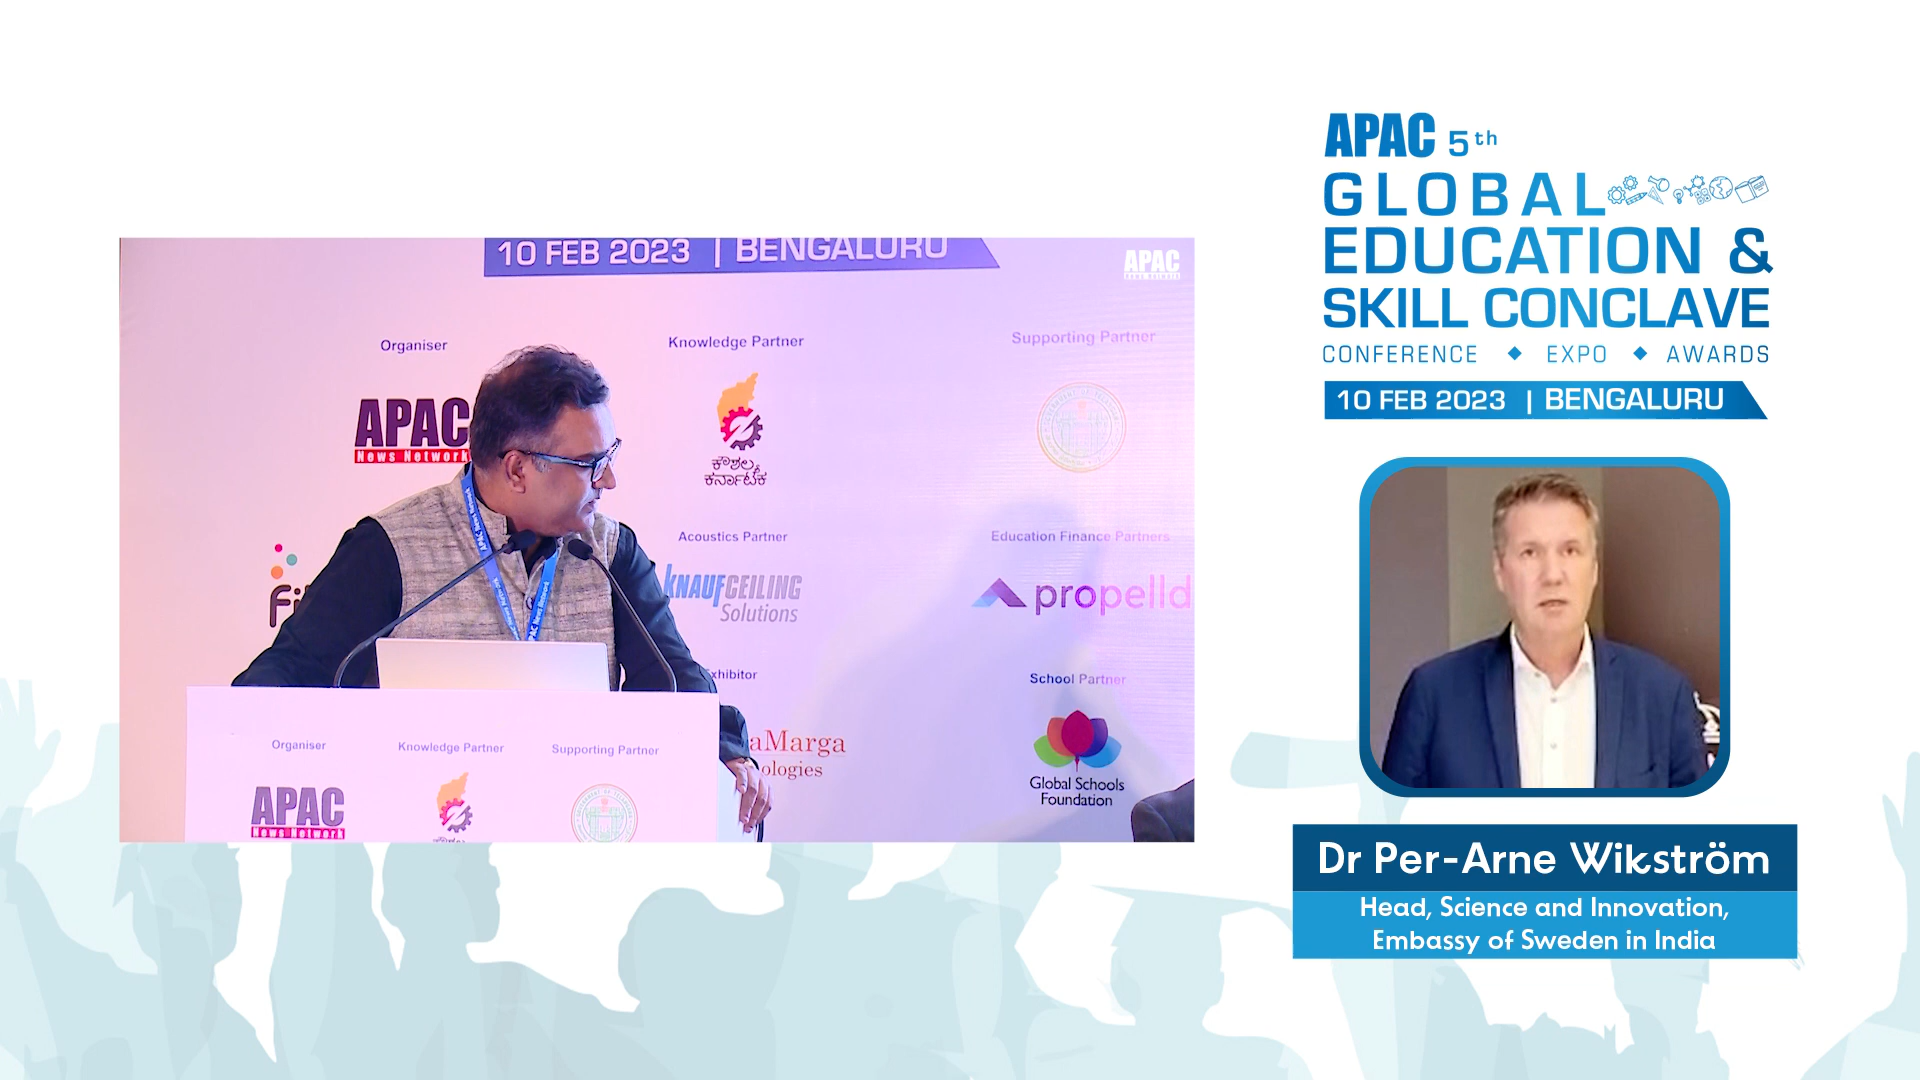 10 FEB 2023 | BENGALURU
APAC
News Network
Organiser
Knowledge Partner
Supporting Partner
APAC
News Network
ಕೌಶಲ್ಯ
ಕರ್ನಾಟಕ
Acoustics Partner
Education Finance Partners
KNAUF CEILING
Solutions
propelld
School Partner
aMarga
ologies
Global Schools
Foundation
Organiser
Knowledge Partner
Supporting Partner
APAC
News Network
APAC 5th
GLOBAL
EDUCATION &
SKILL CONCLAVE
CONFERENCE ◆ EXPO ◆ AWARDS
10 FEB 2023 | BENGALURU
Dr Per-Arne Wikström
Head, Science and Innovation,
Embassy of Sweden in India